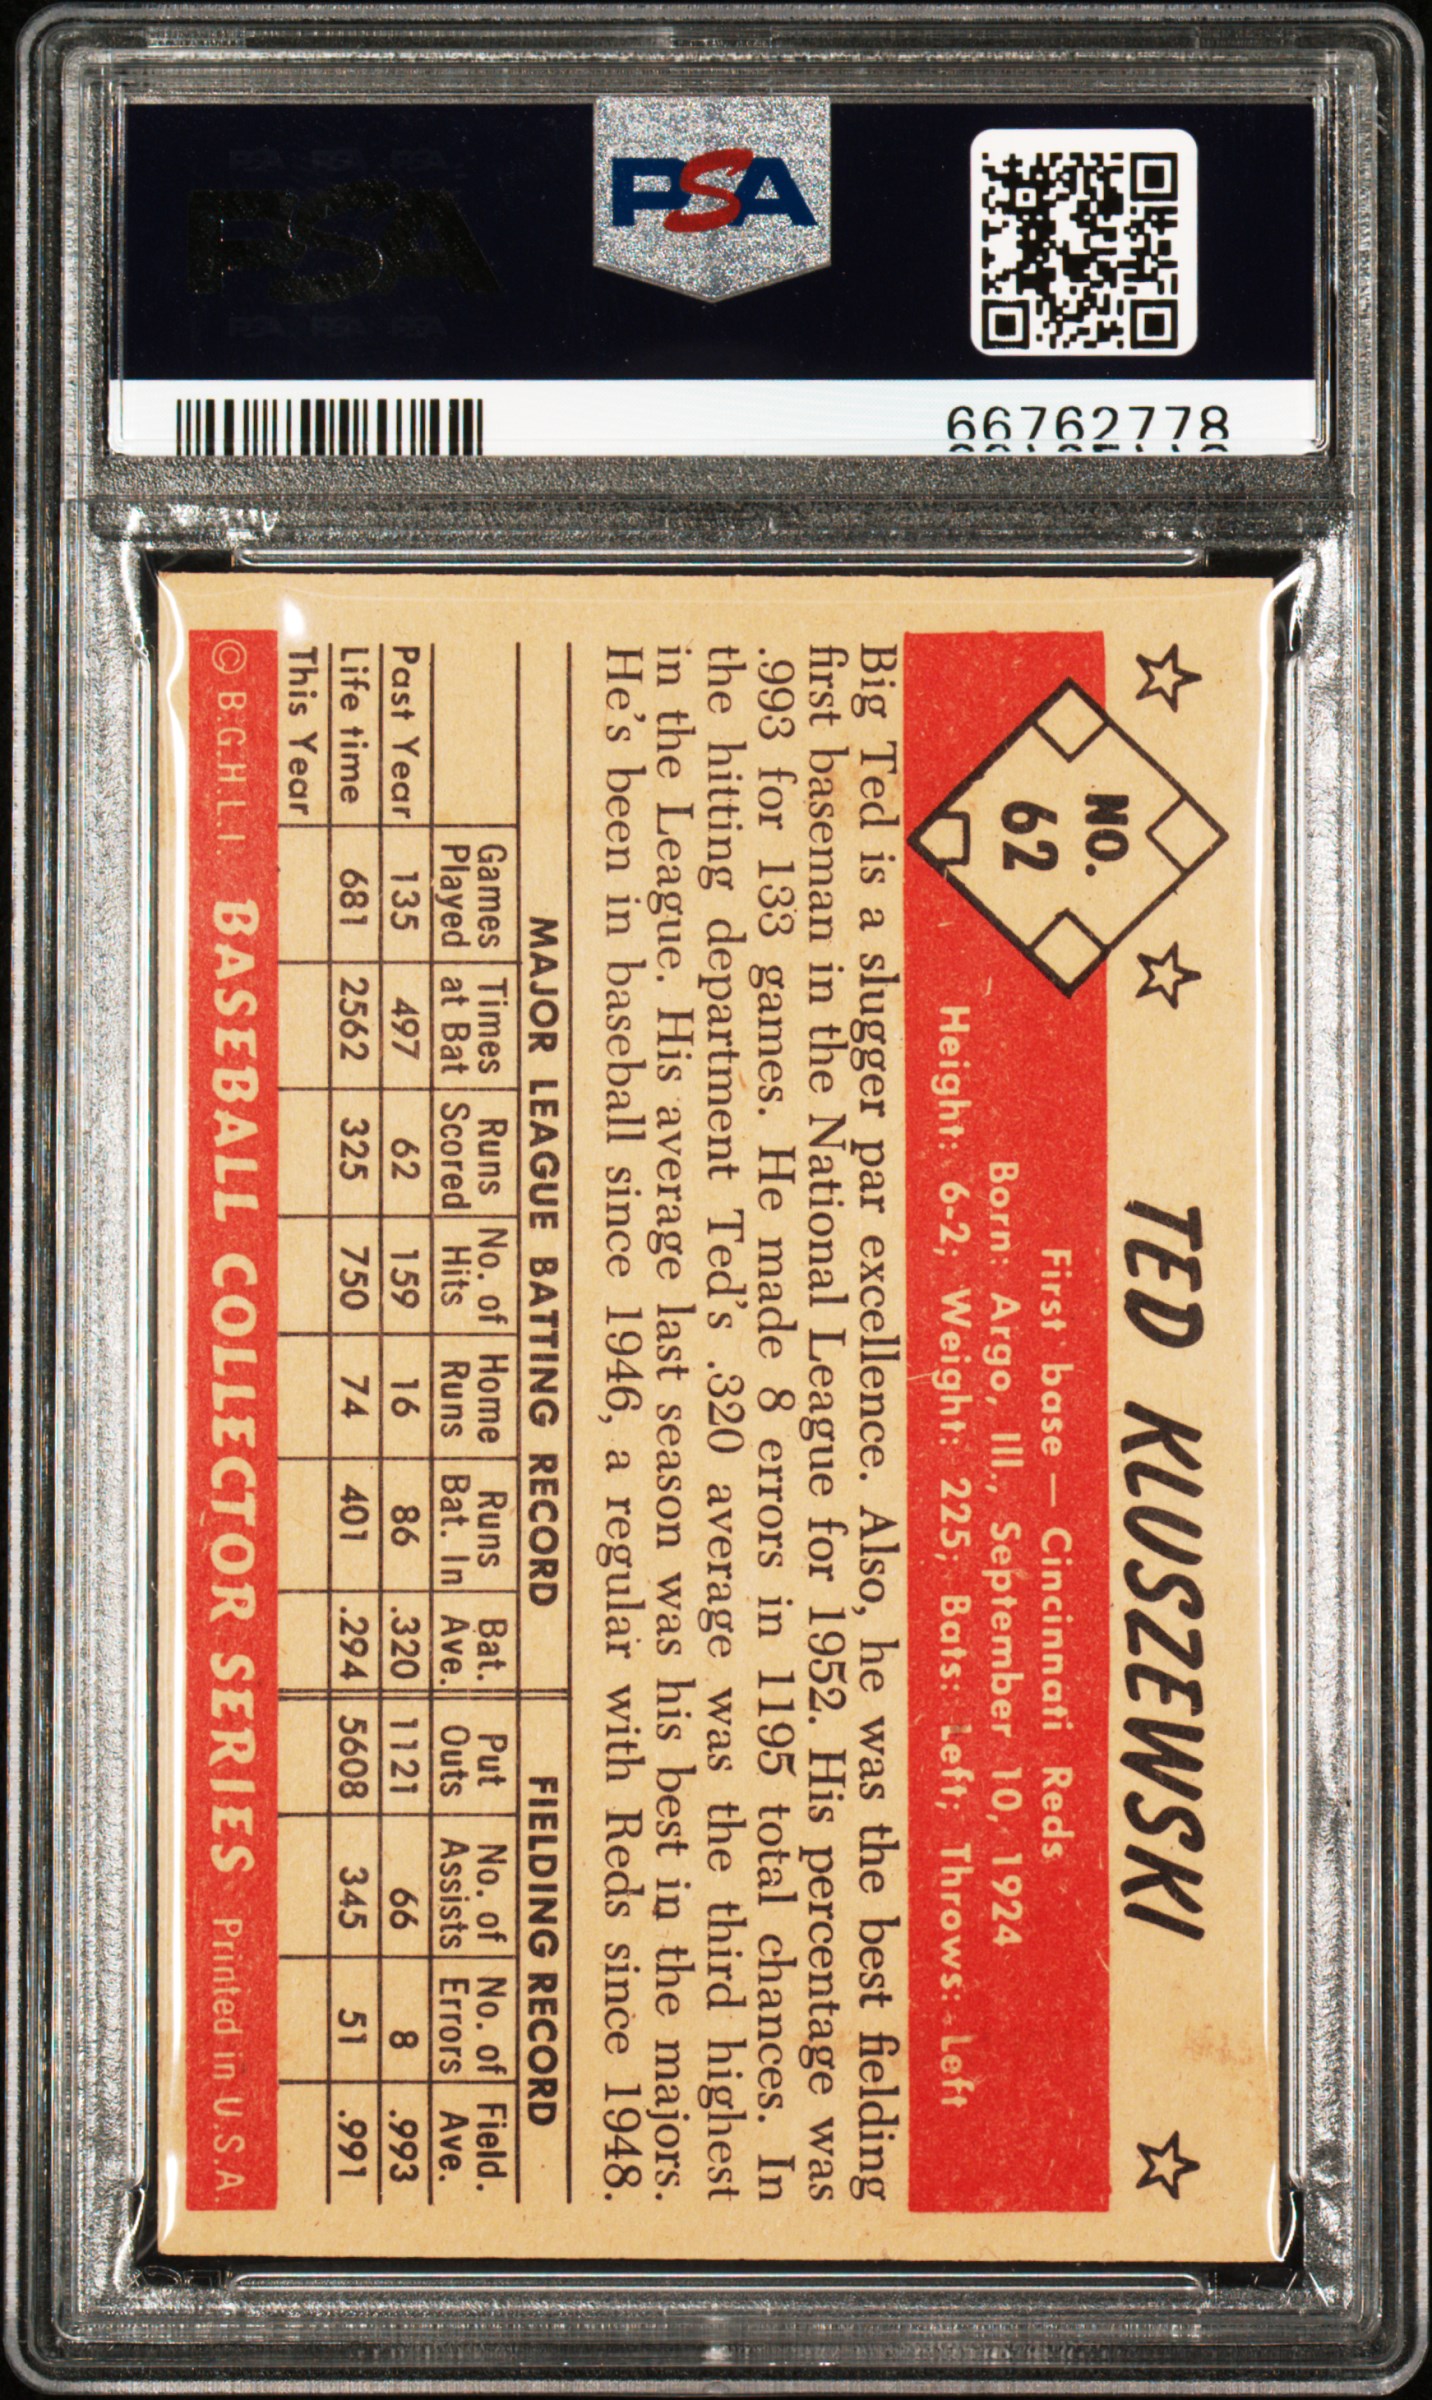 PSA
PSA
66762778
NO.
62
TED KLUSZEWSKI
First base — Cincinnati Reds
Born: Argo, Ill., September 10, 1924
Height: 6-2; Weight: 225; Bats: Left; Throws: Left
Big Ted is a slugger par excellence. Also, he was the best fielding
first baseman in the National League for 1952. His percentage was
.993 for 133 games. He made 8 errors in 1195 total chances. In
the hitting department Ted's .320 average was the third highest
in the League. His average last season was his best in the majors.
He's been in baseball since 1946, a regular with Reds since 1948.
MAJOR LEAGUE BATTING RECORD FIELDING RECORD
Games Times Runs No. of Home Runs Bat. Put No. of No. of Field.
Played at Bat Scored Hits Runs Bat. In Ave. Outs Assists Errors Ave.
Past Year 135 497 62 159 16 86 .320 1121 66 8 .993
Life time 681 2562 325 750 74 401 .294 5608 345 51 .991
This Year
© B.G.H.L.I. BASEBALL COLLECTOR SERIES Printed in U.S.A.